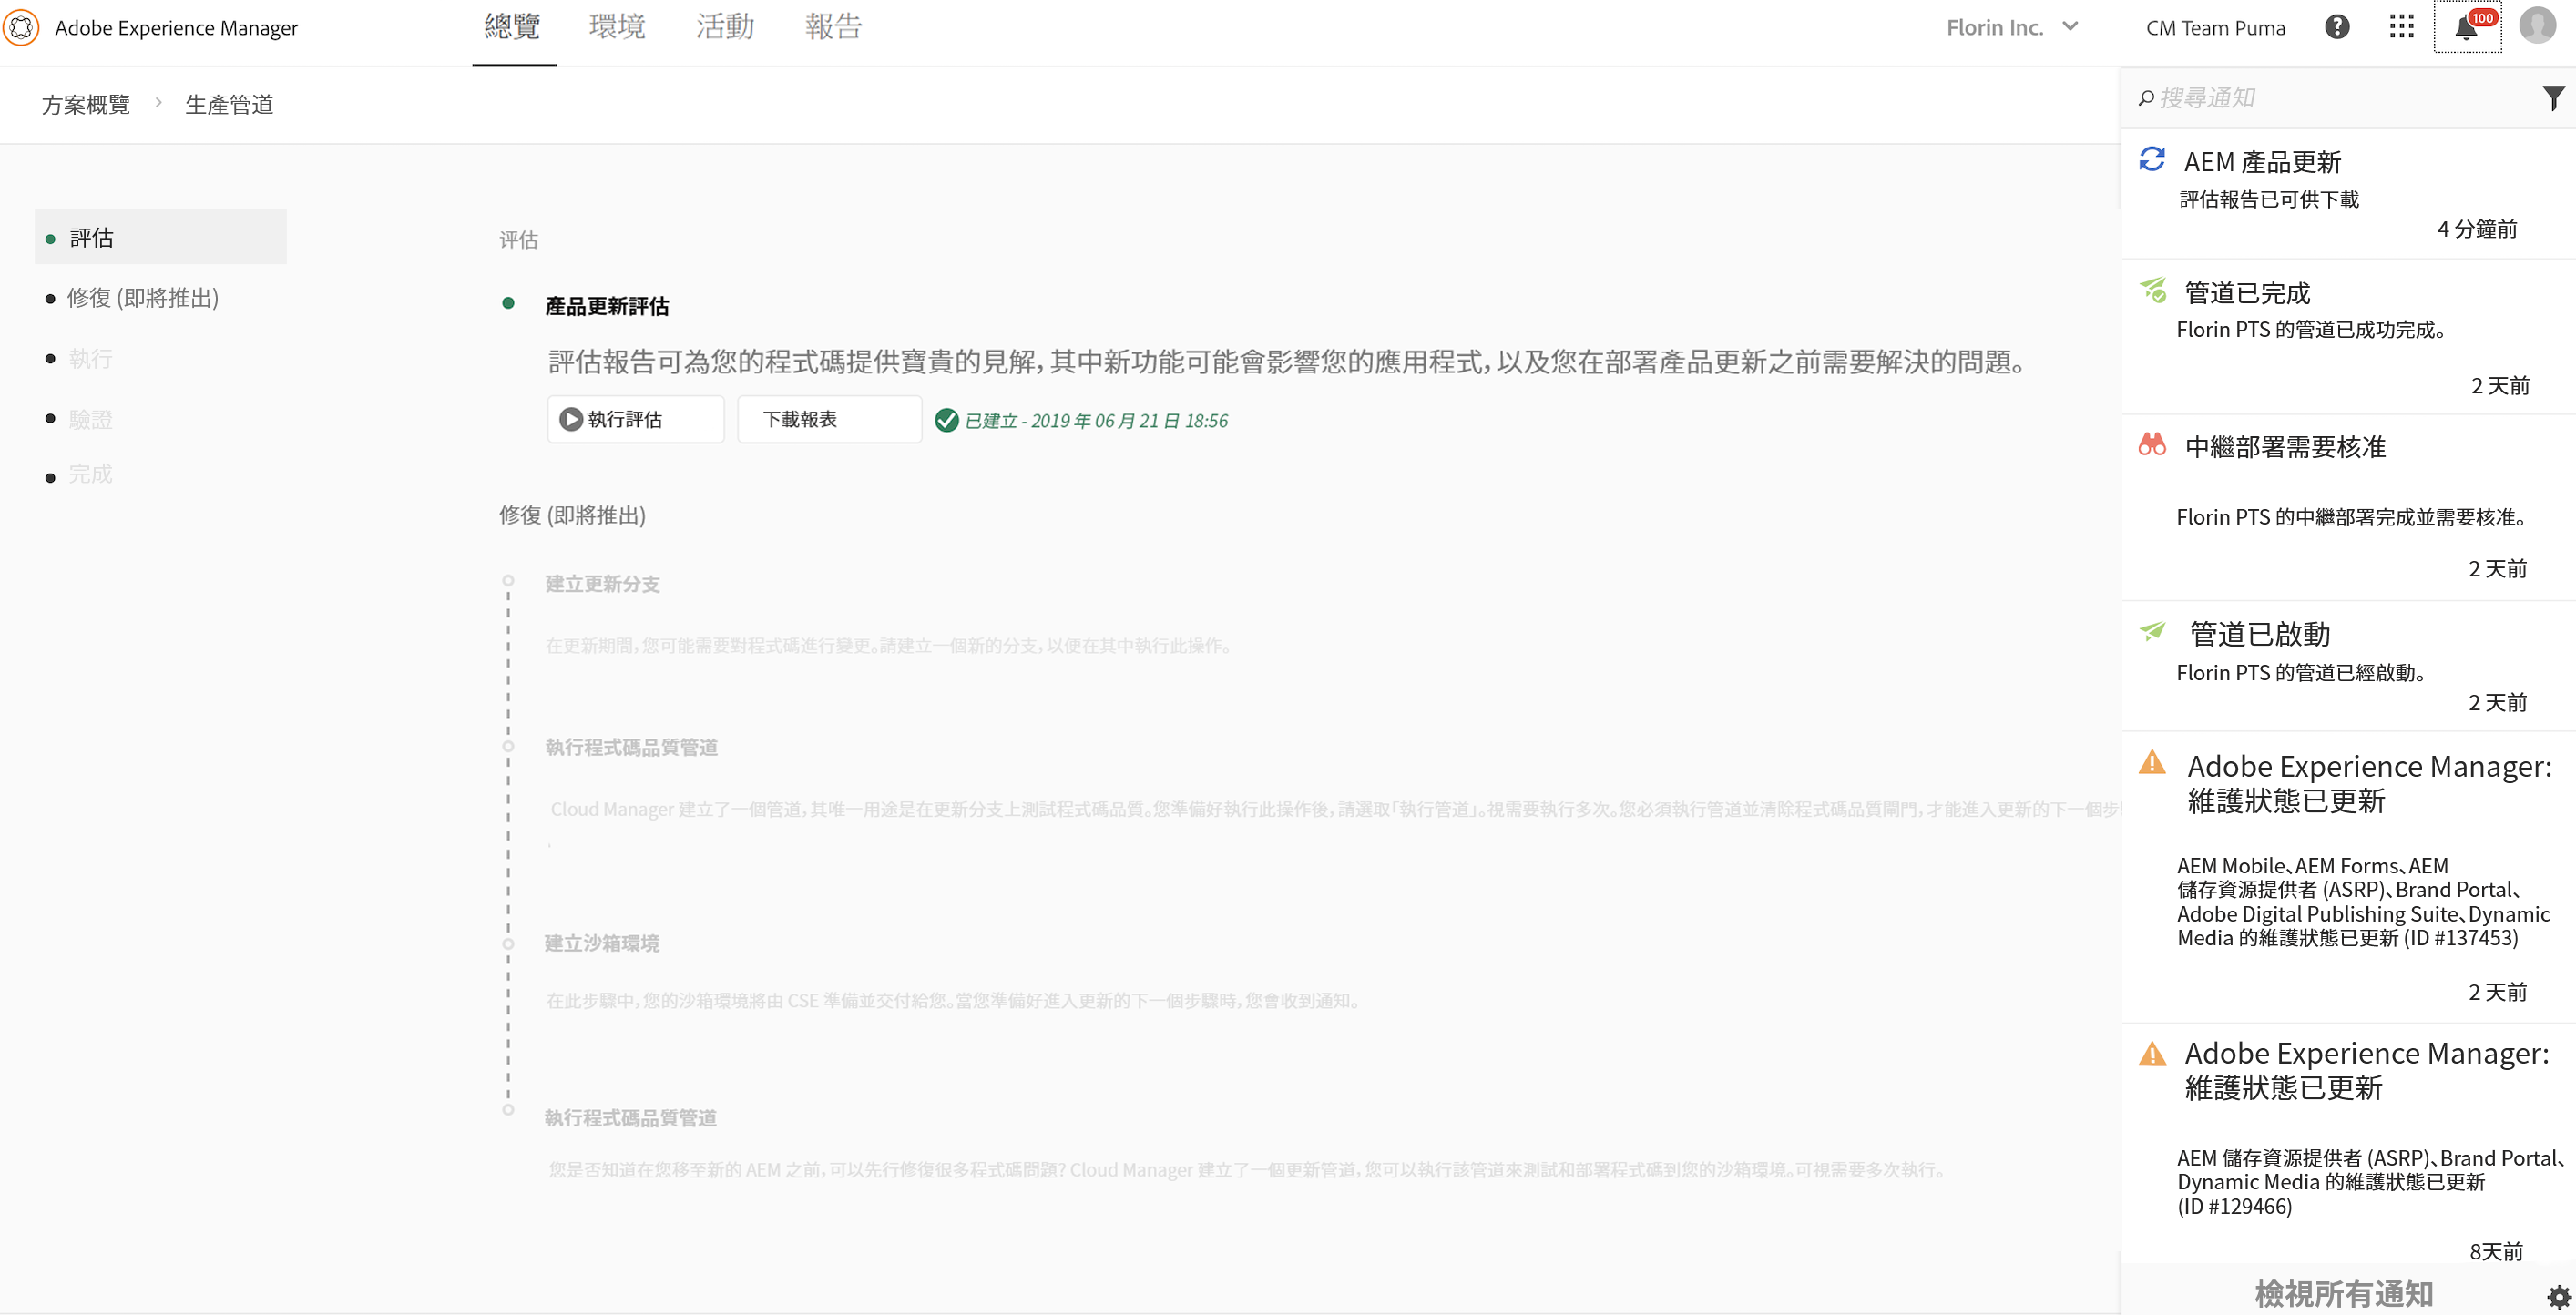 Adobe Experience Manager
總覽
環境
活動
報告
Florin Inc.
CM Team Puma
100
方案概覽
生產管道
評估
修復 (即將推出)
執行
驗證
完成
评估
產品更新評估
評估報告可為您的程式碼提供寶貴的見解，其中新功能可能會影響您的應用程式，以及您在部署產品更新之前需要解決的問題。
執行評估
下載報表
已建立 - 2019 年 06 月 21 日 18:56
修復 (即將推出)
建立更新分支
在更新期間，您可能需要對程式碼進行變更。請建立一個新的分支，以便在其中執行此操作。
執行程式碼品質管道
Cloud Manager 建立了一個管道，其唯一用途是在更新分支上測試程式碼品質。您準備好執行此操作後，請選取「執行管道」。視需要執行多次。您必須執行管道並清除程式碼品質閘門，才能進入更新的下一個步
建立沙箱環境
在此步驟中，您的沙箱環境將由 CSE 準備並交付給您。當您準備好進入更新的下一個步驟時，您會收到通知。
執行程式碼品質管道
您是否知道在您移至新的 AEM 之前，可以先行修復很多程式碼問題? Cloud Manager 建立了一個更新管道，您可以執行該管道來測試和部署程式碼到您的沙箱環境。可視需要多次執行。
搜尋通知
AEM 產品更新
評估報告已可供下載
4 分鐘前
管道已完成
Florin PTS 的管道已成功完成。
2 天前
中繼部署需要核准
Florin PTS 的中繼部署完成並需要核准。
2 天前
管道已啟動
Florin PTS 的管道已經啟動。
2 天前
Adobe Experience Manager:
維護狀態已更新
AEM Mobile、AEM Forms、AEM
儲存資源提供者 (ASRP)、Brand Portal、
Adobe Digital Publishing Suite、Dynamic
Media 的維護狀態已更新 (ID #137453)
2 天前
Adobe Experience Manager:
維護狀態已更新
AEM 儲存資源提供者 (ASRP)、Brand Portal、
Dynamic Media 的維護狀態已更新
(ID #129466)
8天前
檢視所有通知